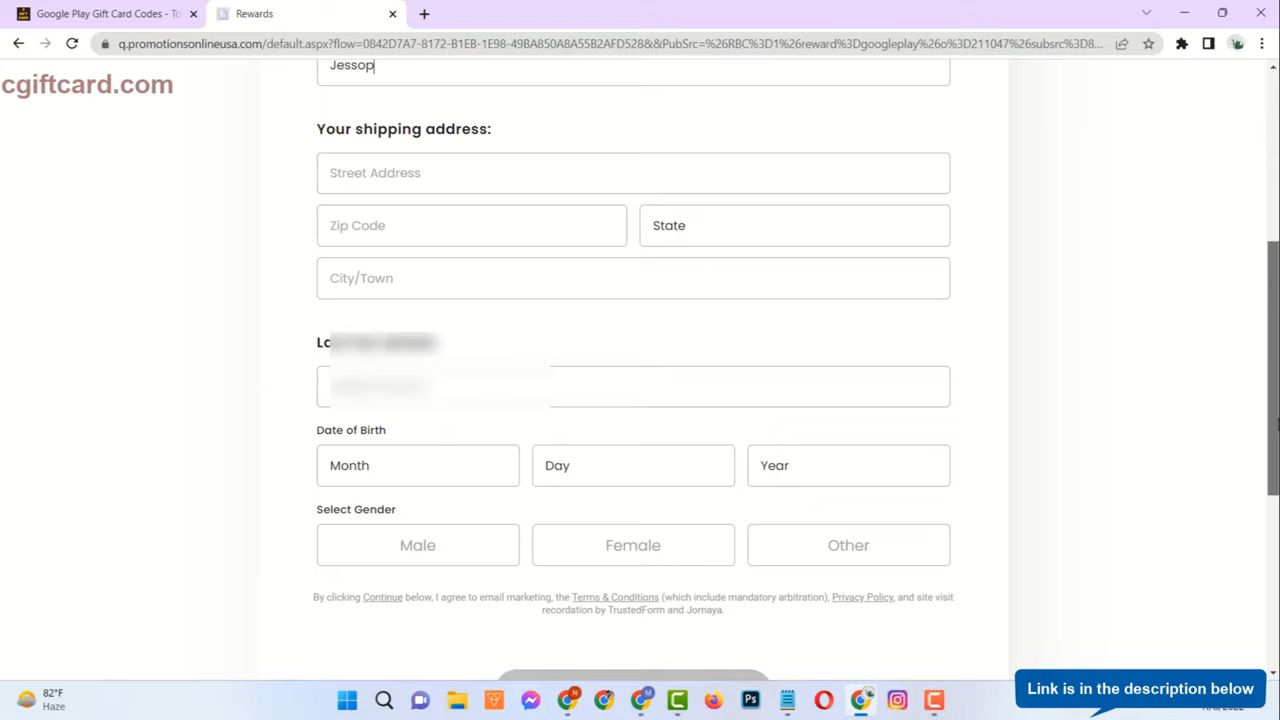 Google Play Gift Card Codes - To
Rewards
q.promotionsonlineusa.com/default.aspx?flow=0842D7A7-8172-B1EB-1E98-49BA850A8A55B2AFD528&&PubSrc=%26RBC%3D1%26reward%3Dgoogleplay%26o%3D211047%26subsrc%3D8...
cgiftcard.com
Jessop
Your shipping address:
Street Address
Zip Code
State
City/Town
Date of Birth
Month
Day
Year
Select Gender
Male
Female
Other
By clicking Continue below, I agree to email marketing, the Terms & Conditions (which include mandatory arbitration), Privacy Policy, and site visit
recordation by TrustedForm and Jornaya.
Link is in the description below
82°F
Haze